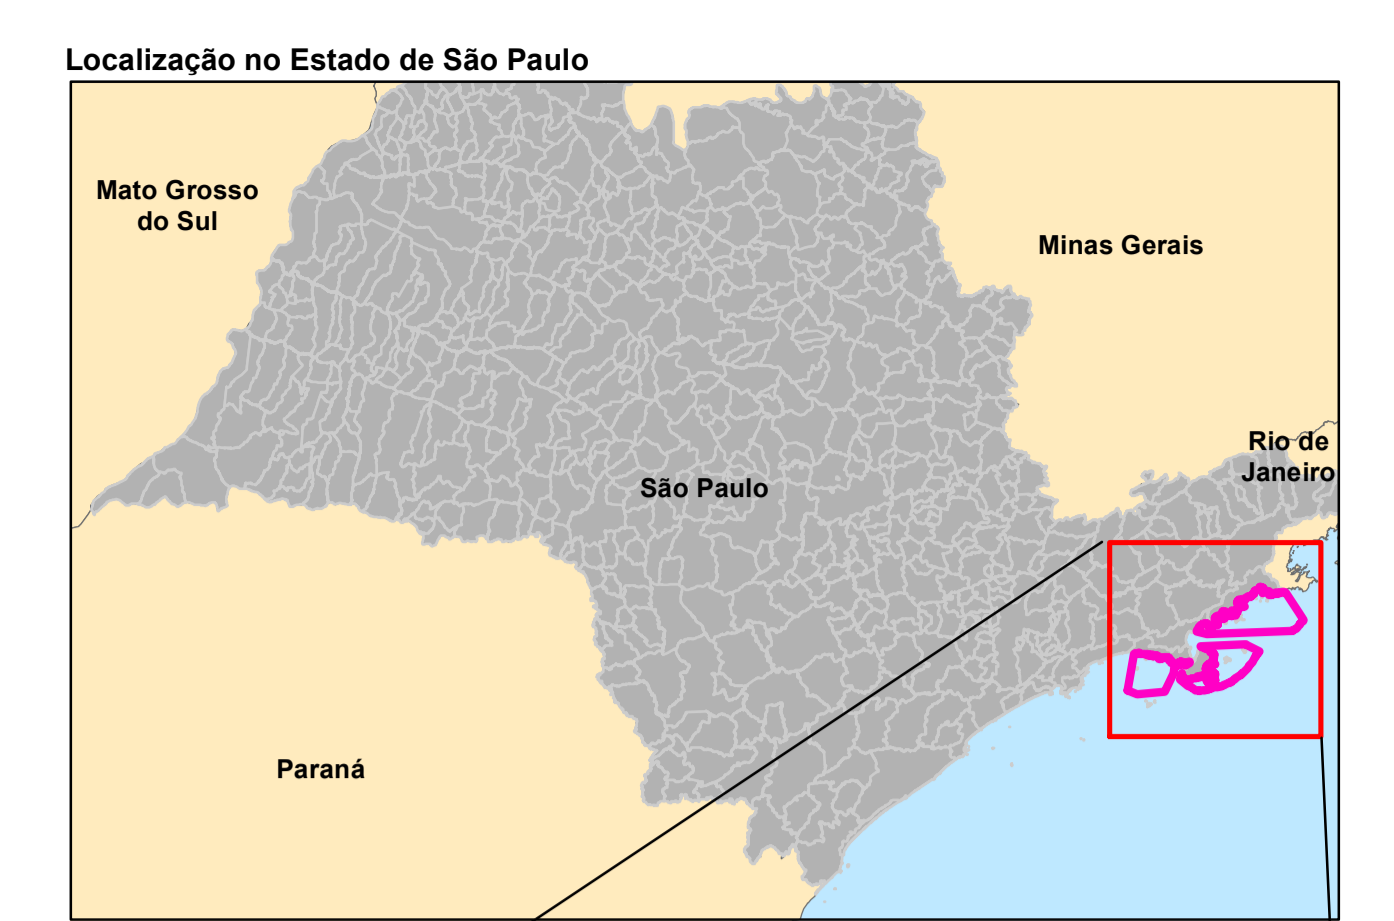 Localização no Estado de São Paulo
Mato Grosso
do Sul
Minas Gerais
Rio de
Janeiro
São Paulo
Paraná